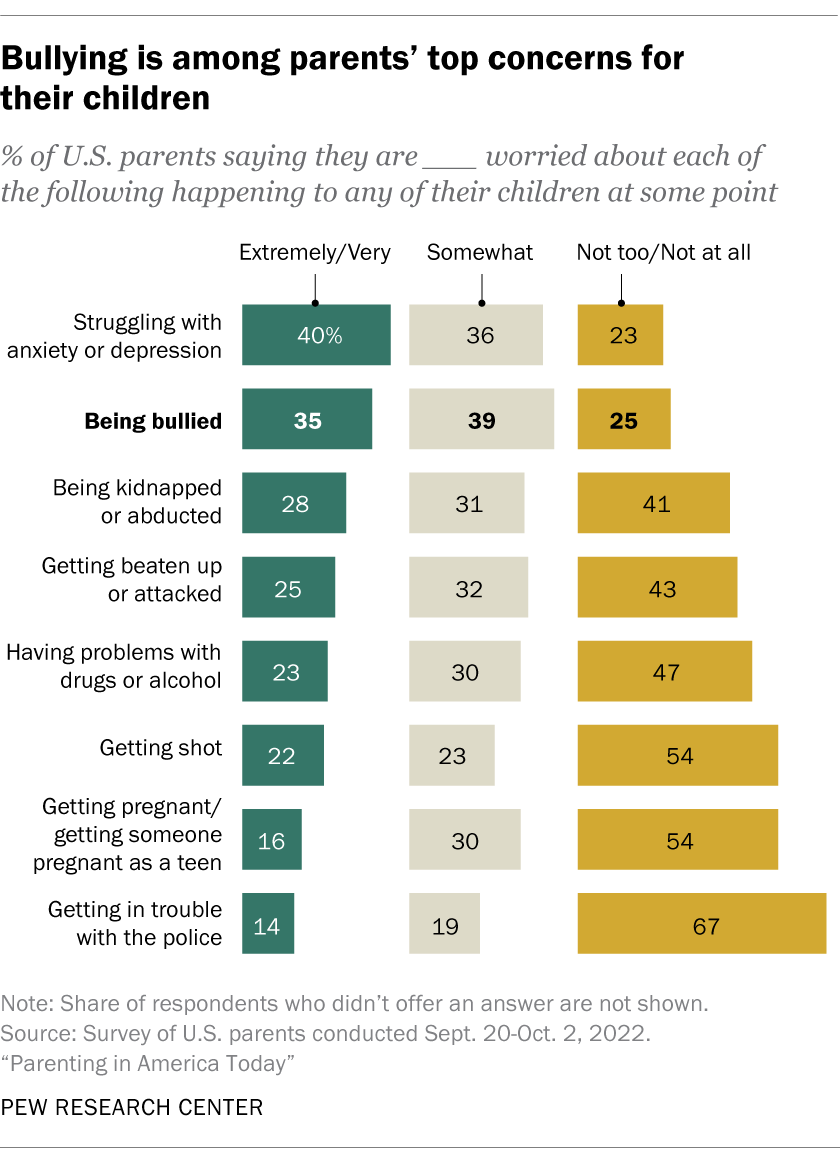 Bullying is among parents’ top concerns for
their children
% of U.S. parents saying they are ___ worried about each of
the following happening to any of their children at some point
Extremely/Very Somewhat Not too/Not at all
Struggling with
anxiety or depression
40% 36 23
Being bullied 35 39 25
Being kidnapped
or abducted
28 31 41
Getting beaten up
or attacked
25 32 43
Having problems with
drugs or alcohol
23 30 47
Getting shot 22 23 54
Getting pregnant/
getting someone
pregnant as a teen
16 30 54
Getting in trouble
with the police
14 19 67
Note: Share of respondents who didn’t offer an answer are not shown.
Source: Survey of U.S. parents conducted Sept. 20-Oct. 2, 2022.
“Parenting in America Today”
PEW RESEARCH CENTER